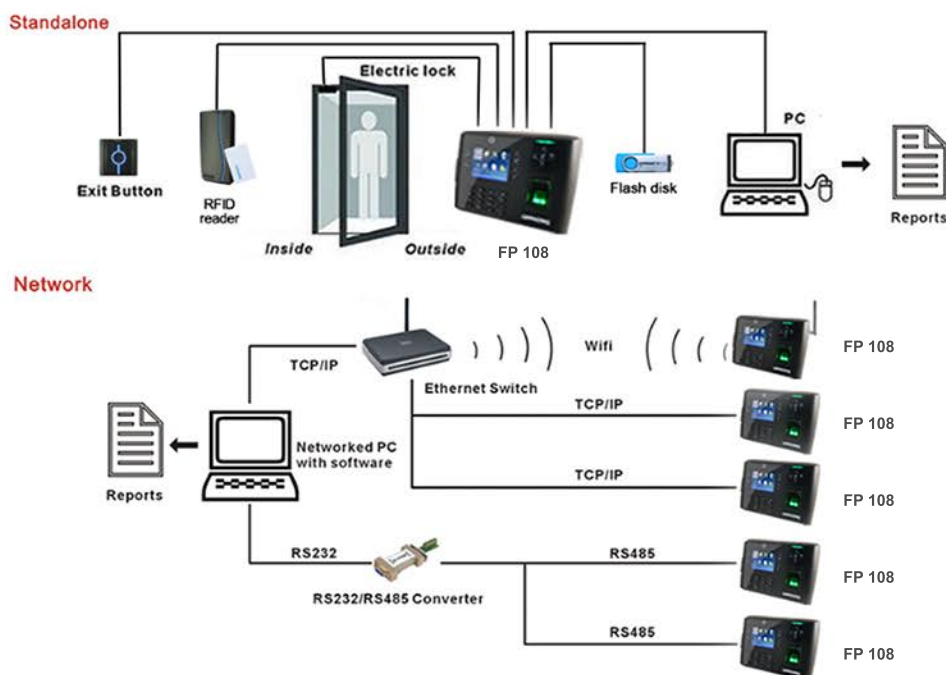 Standalone
Electric lock
PC
Exit Button
RFID
reader
Flash disk
Reports
Inside
Outside
FP 108
Network
TCP/IP
Wifi
FP 108
Ethernet Switch
TCP/IP
FP 108
Networked PC
with software
Reports
TCP/IP
FP 108
RS232
RS485
FP 108
RS232/RS485 Converter
RS485
FP 108